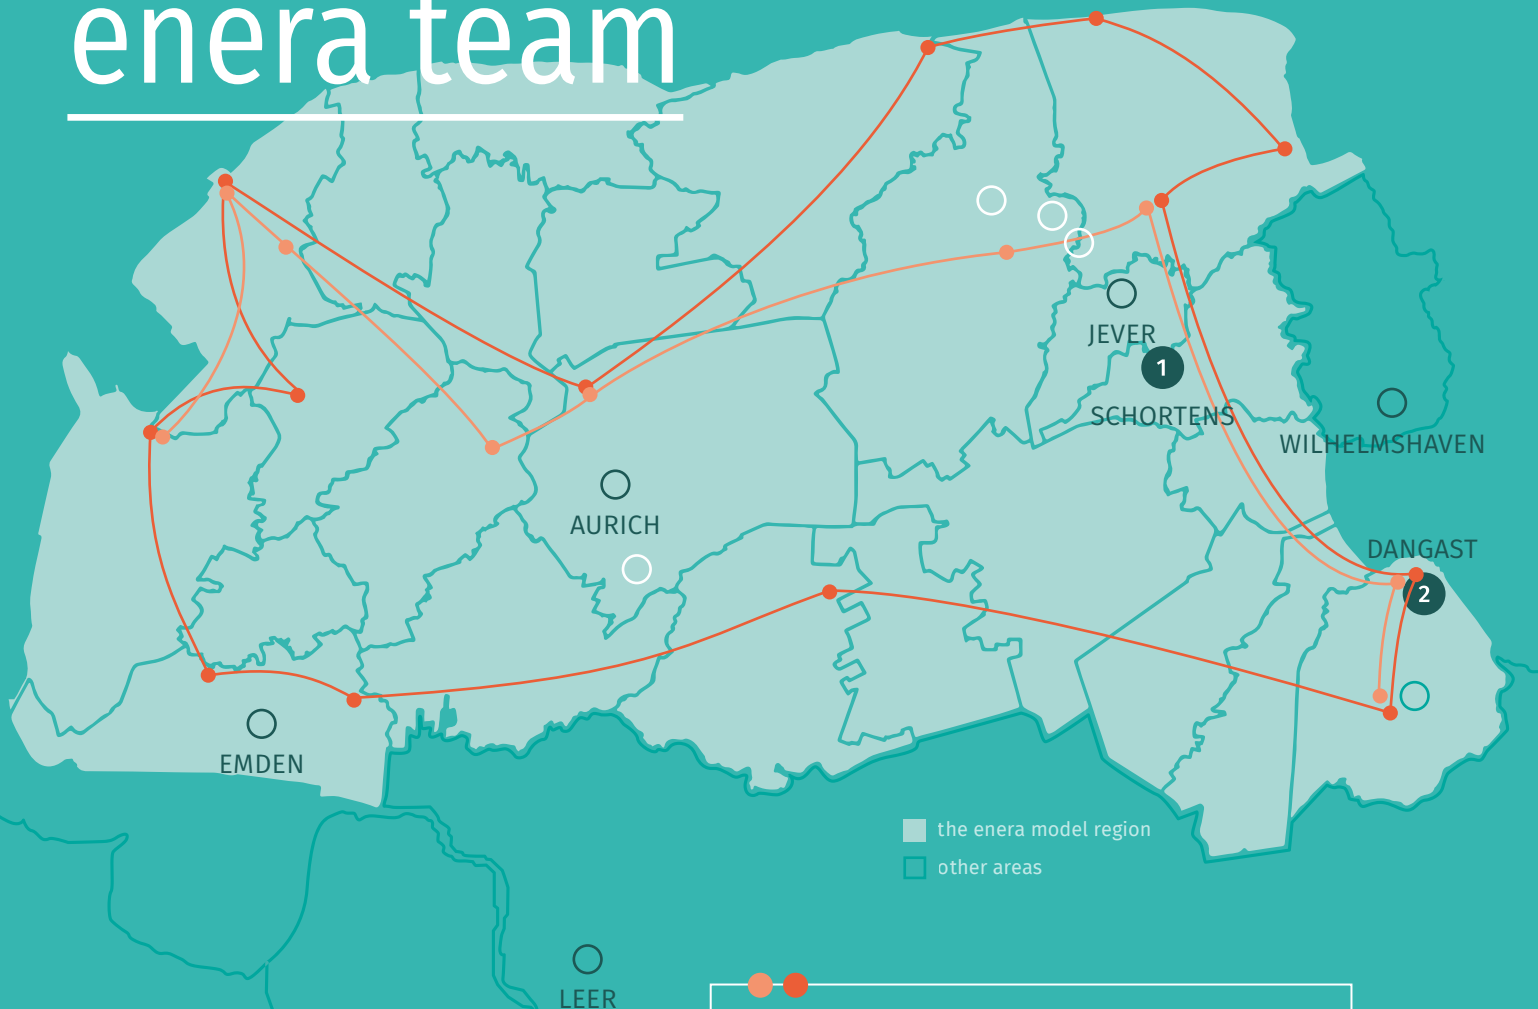 enera team
JEVER
1
SCHORTENS
WILHELMSHAVEN
AURICH
DANGAST
2
EMDEN
the enera model region
other areas
LEER